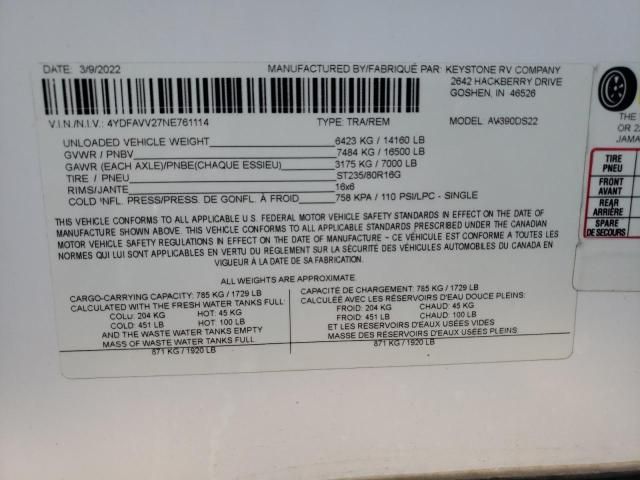 DATE: 3/9/2022
MANUFACTURED BY/FABRIQUÉ PAR: KEYSTONE RV COMPANY
2642 HACKBERRY DRIVE
GOSHEN, IN 46526
V.I.N./N.I.V.: 4YDFAVV27NE761114 TYPE: TRA/REM MODEL: AV390DS22
UNLOADED VEHICLE WEIGHT 6423 KG / 14160 LB
GVWR / PNBV 7484 KG / 16500 LB
GAWR (EACH AXLE)/PNBE(CHAQUE ESSIEU) 3175 KG / 7000 LB
TIRE / PNEU ST235/80R16G
RIMS/JANTE 16x6
COLD INFL. PRESS/PRESS. DE GONFL. À FROID 758 KPA / 110 PSI/LPC - SINGLE
THIS VEHICLE CONFORMS TO ALL APPLICABLE U.S. FEDERAL MOTOR VEHICLE SAFETY STANDARDS IN EFFECT ON THE DATE OF
MANUFACTURE SHOWN ABOVE. THIS VEHICLE CONFORMS TO ALL APPLICABLE STANDARDS PRESCRIBED UNDER THE CANADIAN
MOTOR VEHICLE SAFETY REGULATIONS IN EFFECT ON THE DATE OF MANUFACTURE - CE VÉHICULE EST CONFORME À TOUTES LES
NORMES QUI LUI SONT APPLICABLES EN VERTU DU RÈGLEMENT SUR LA SÉCURITÉ DES VÉHICULES AUTOMOBILES DU CANADA EN
VIGUEUR A LA DATE DE SA FABRICATION.
ALL WEIGHTS ARE APPROXIMATE.
CARGO-CARRYING CAPACITY: 785 KG / 1729 LB
CALCULATED WITH THE FRESH WATER TANKS FULL:
COLU: 204 KG HOT: 45 KG
COLD: 451 LB HOT: 100 LB
AND THE WASTE WATER TANKS EMPTY
MASS OF WASTE WATER TANKS FULL
871 KG / 1920 LB
CAPACITÉ DE CHARGEMENT: 785 KG / 1729 LB
CALCULÉE AVEC LES RÉSERVOIRS D'EAU DOUCE PLEINS:
FROID: 204 KG CHAUD: 45 KG
FROID: 451 LB CHAUD: 100 LB
ET LES RÉSERVOIRS D'EAUX USÉES VIDES
MASSE DES RÉSERVOIRS D'EAUX USÉES PLEINS
871 KG / 1920 LB
THE
OR 2
JAMA
TIRE
PNEU
FRONT
AVANT
REAR
ARRIÈRE
SPARE
DE SECOURS